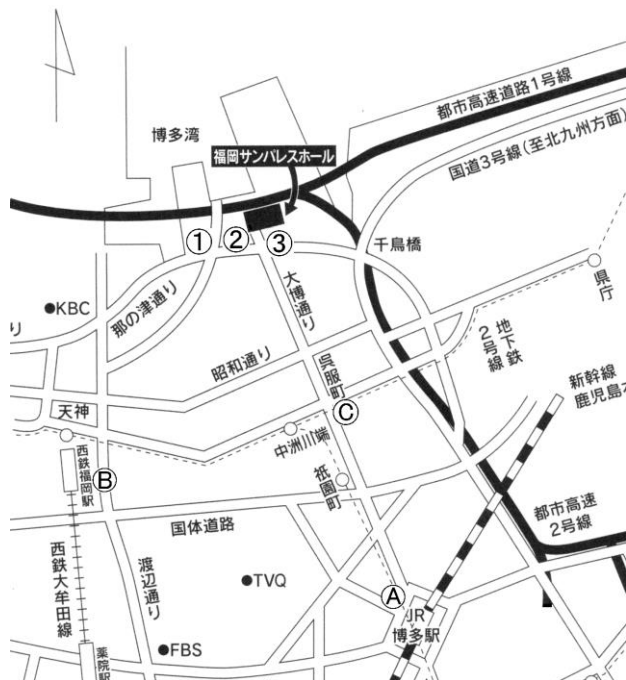 都市高速道路1号線
博多湾
福岡サンパレスホール
国道3号線(至北九州方面)
①
②
③
千鳥橋
県庁
大博通り
●KBC
那の津通り
り
昭和通り
地下鉄
2号線
呉服町
新幹線
鹿児島本
天神
Ⓒ
中洲川端
西鉄福岡駅
Ⓑ
祇園町
国体道路
都市高速
2号線
西鉄大牟田線
渡辺通り
●TVQ
Ⓐ
JR
博多駅
●FBS
薬院駅